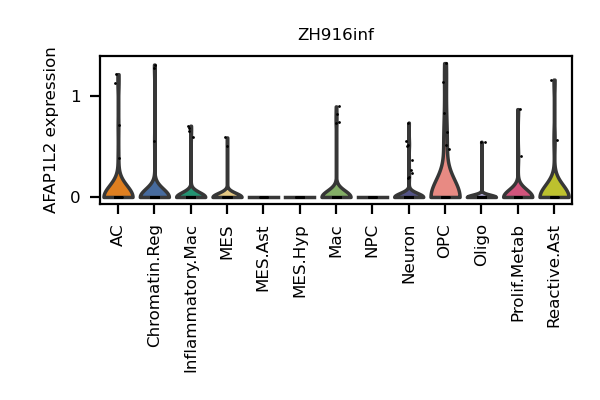 ZH916inf
AFAP1L2 expression
1
0
AC
Chromatin.Reg
Inflammatory.Mac
MES
MES.Ast
MES.Hyp
Mac
NPC
Neuron
OPC
Oligo
Prolif.Metab
Reactive.Ast